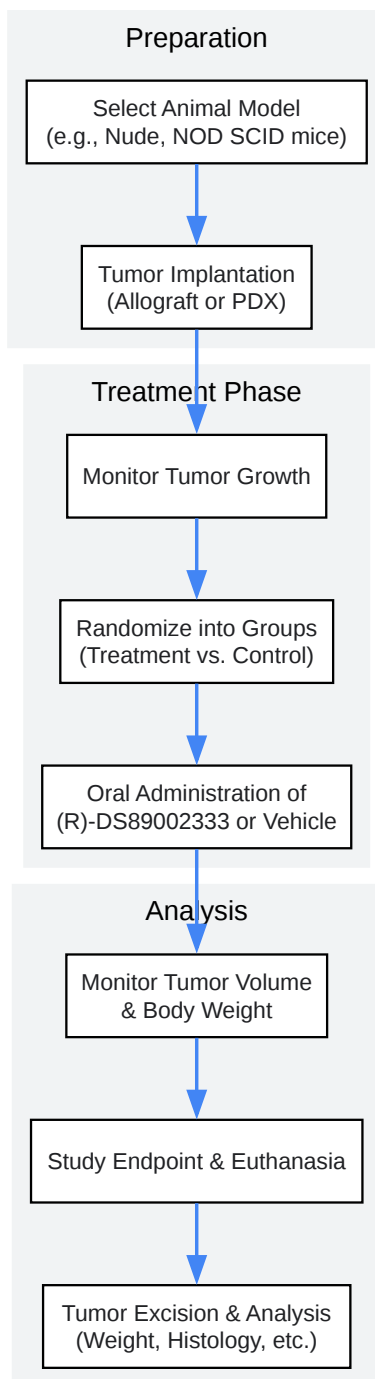 Preparation
Select Animal Model
(e.g., Nude, NOD SCID mice)
Tumor Implantation
(Allograft or PDX)
Treatment Phase
Monitor Tumor Growth
Randomize into Groups
(Treatment vs. Control)
Oral Administration of
(R)-DS89002333 or Vehicle
Analysis
Monitor Tumor Volume
& Body Weight
Study Endpoint & Euthanasia
Tumor Excision & Analysis
(Weight, Histology, etc.)